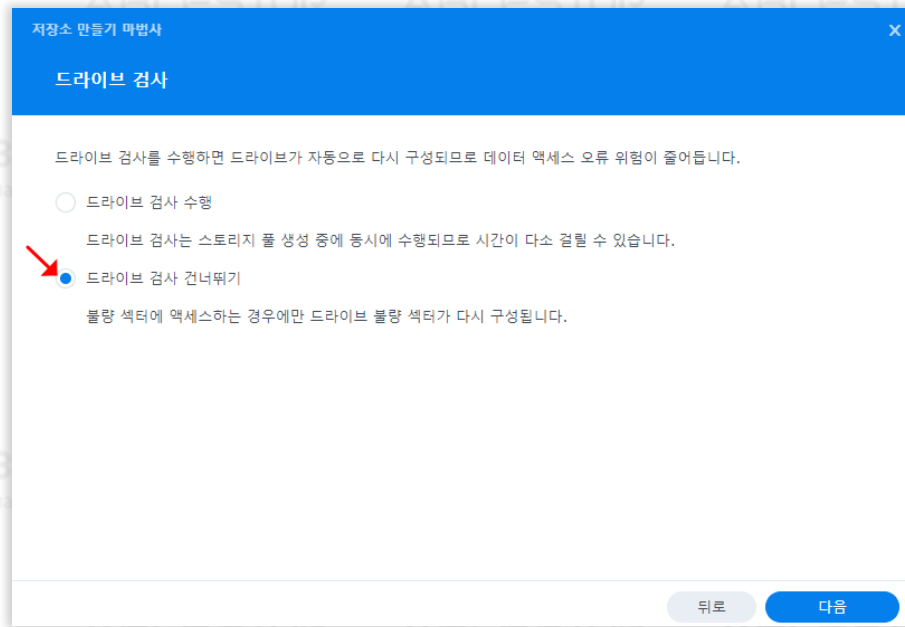 저장소 만들기 마법사
드라이브 검사
드라이브 검사를 수행하면 드라이브가 자동으로 다시 구성되므로 데이터 액세스 오류 위험이 줄어듭니다.
드라이브 검사 수행
드라이브 검사는 스토리지 풀 생성 중에 동시에 수행되므로 시간이 다소 걸릴 수 있습니다.
드라이브 검사 건너뛰기
불량 섹터에 액세스하는 경우에만 드라이브 불량 섹터가 다시 구성됩니다.
뒤로
다음